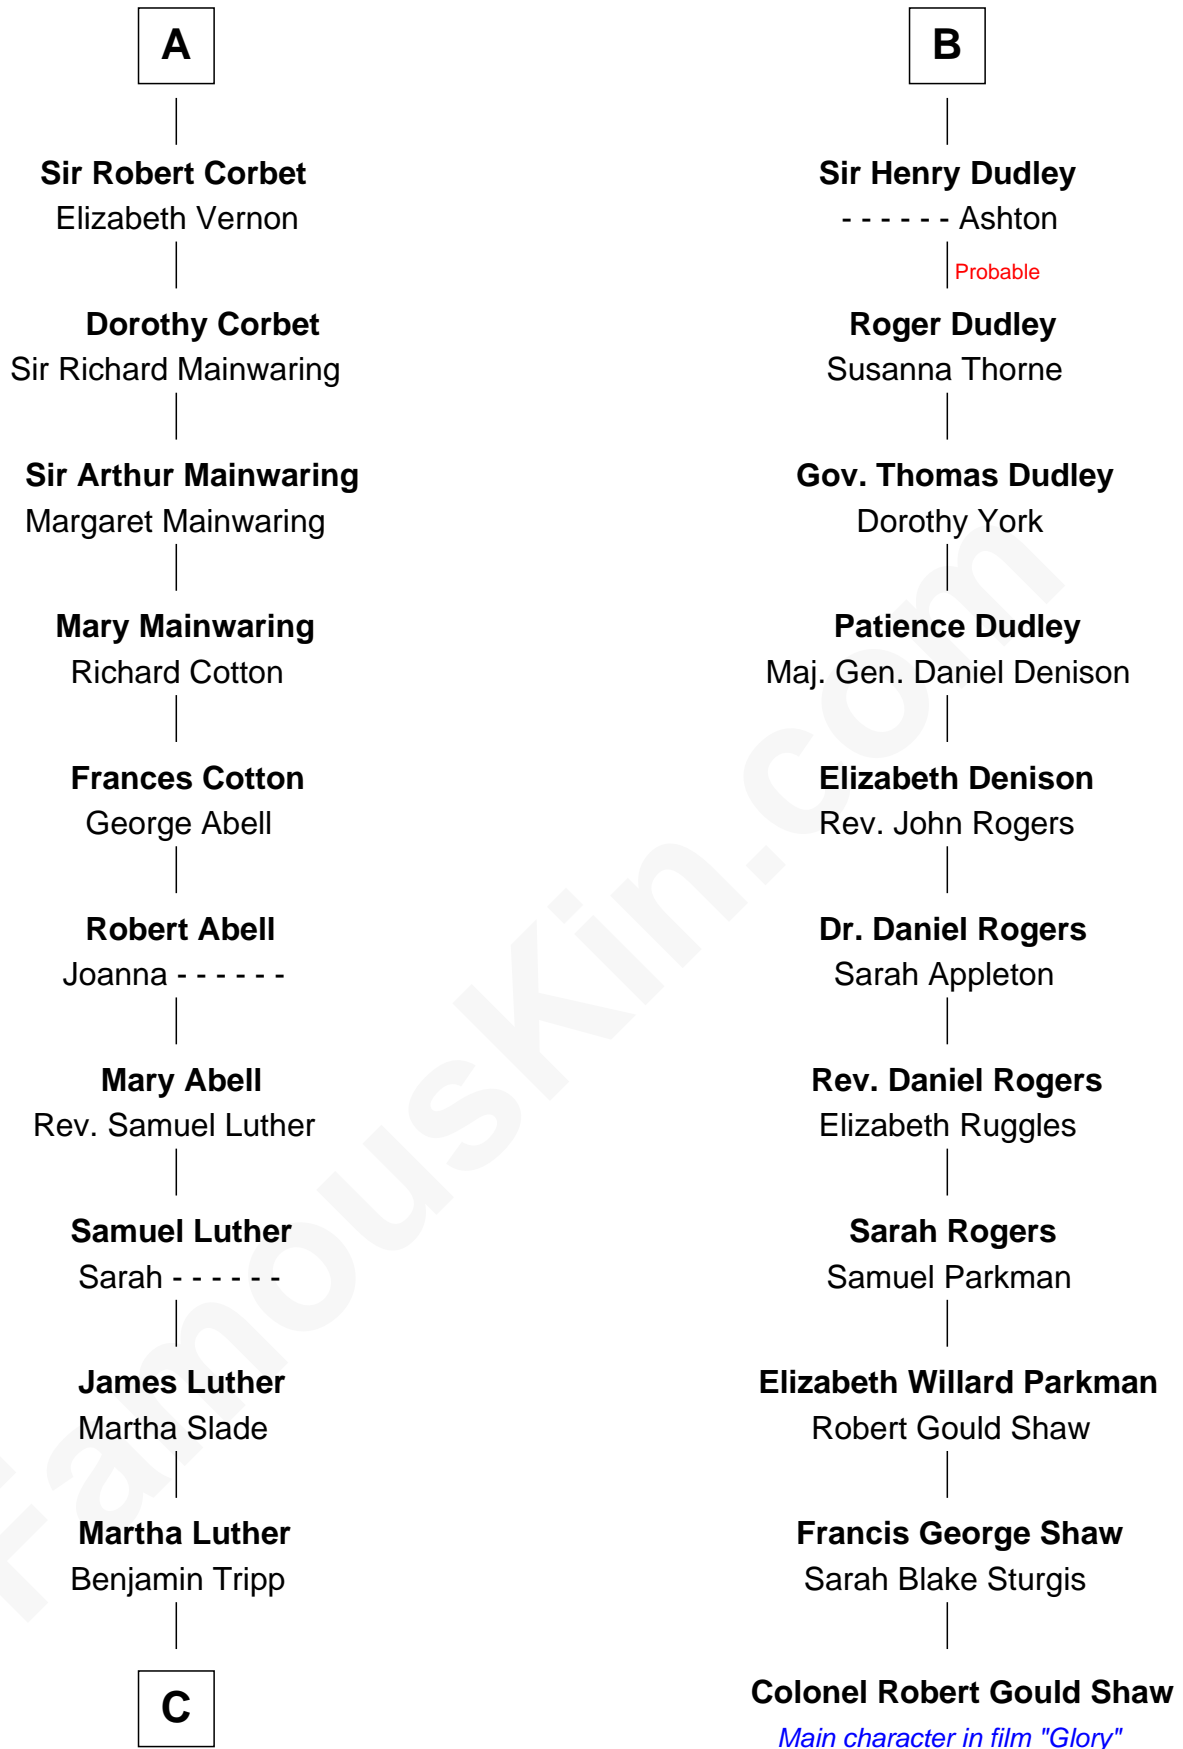 A
Sir Robert Corbet
Elizabeth Vernon
Dorothy Corbet
Sir Richard Mainwaring
Sir Arthur Mainwaring
Margaret Mainwaring
Mary Mainwaring
Richard Cotton
Frances Cotton
George Abell
Robert Abell
Joanna - - - - - -
Mary Abell
Rev. Samuel Luther
Samuel Luther
Sarah - - - - - -
James Luther
Martha Slade
Martha Luther
Benjamin Tripp
C
B
Sir Henry Dudley
- - - - - - Ashton
Probable
Roger Dudley
Susanna Thorne
Gov. Thomas Dudley
Dorothy York
Patience Dudley
Maj. Gen. Daniel Denison
Elizabeth Denison
Rev. John Rogers
Dr. Daniel Rogers
Sarah Appleton
Rev. Daniel Rogers
Elizabeth Ruggles
Sarah Rogers
Samuel Parkman
Elizabeth Willard Parkman
Robert Gould Shaw
Francis George Shaw
Sarah Blake Sturgis
Colonel Robert Gould Shaw
Main character in film "Glory"
FamousKin.com